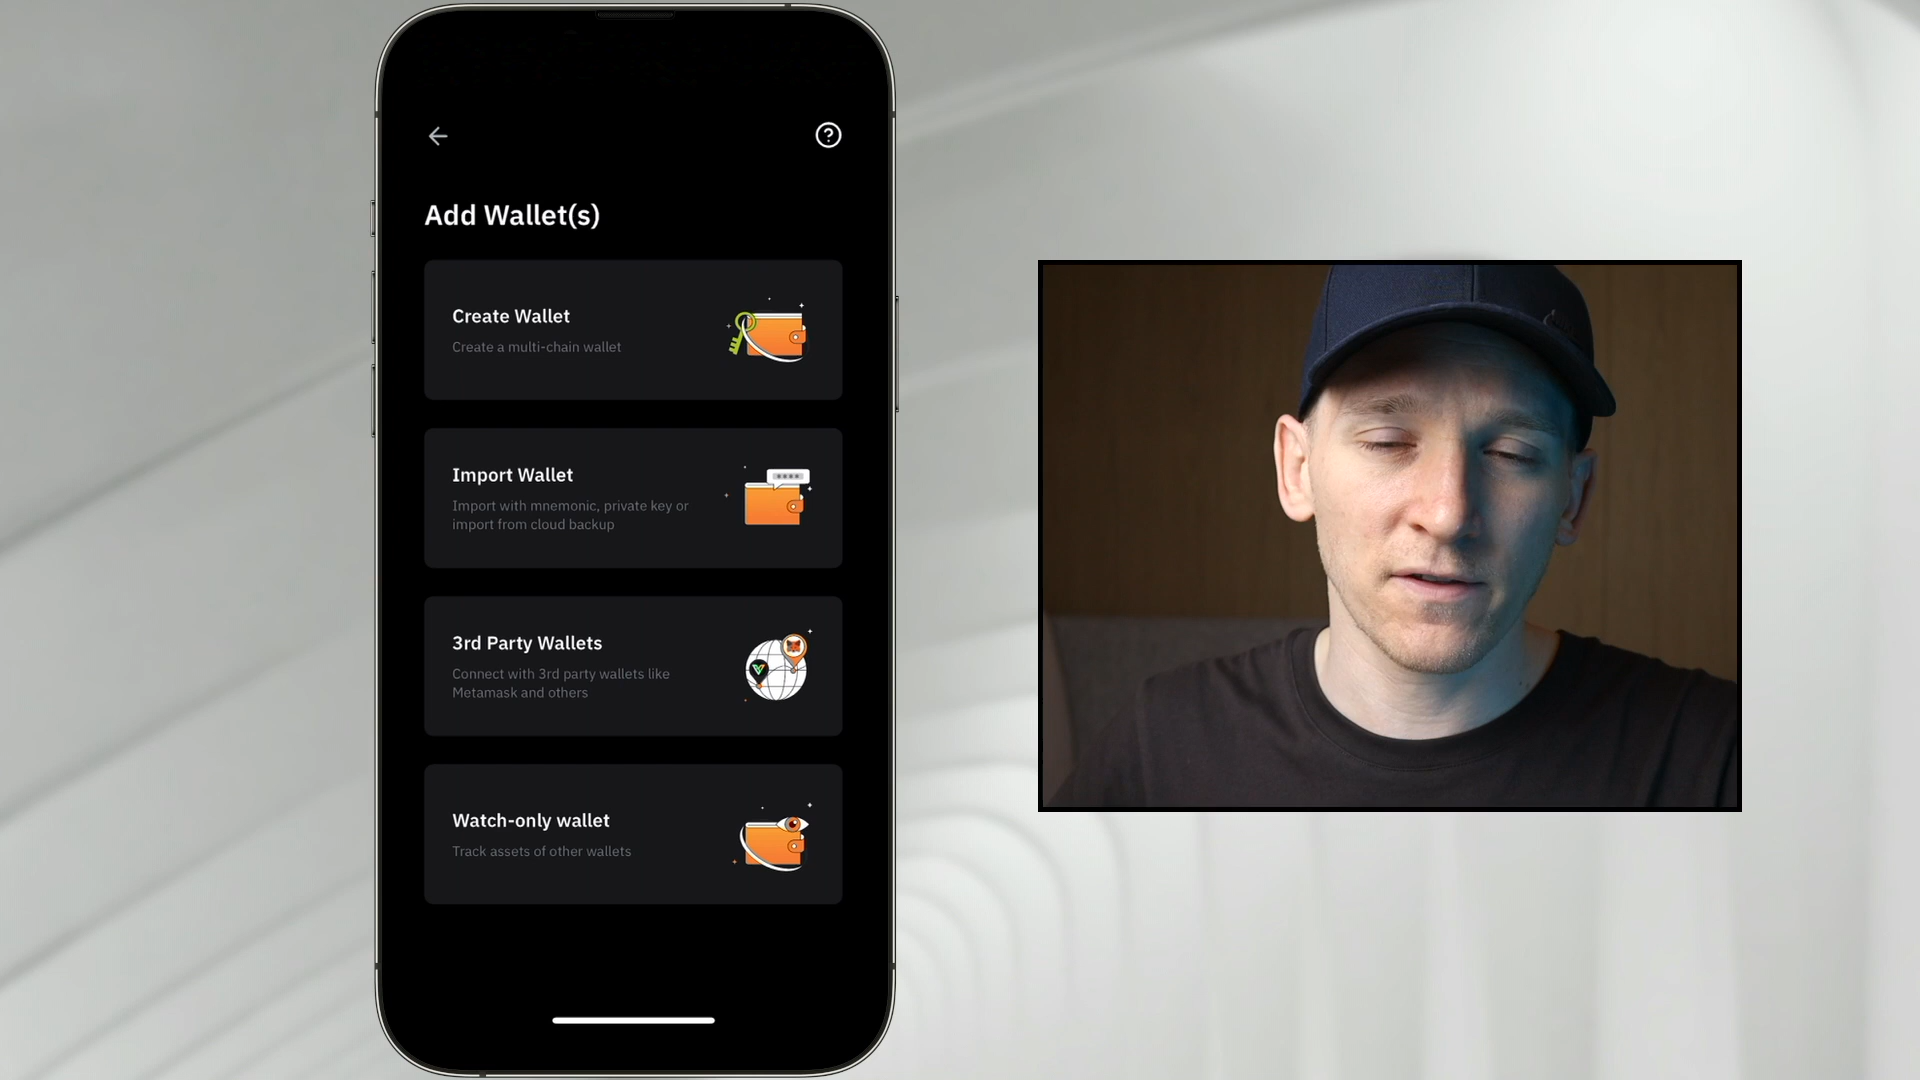 Add Wallet(s)
Create Wallet
Create a multi-chain wallet
Import Wallet
Import with mnemonic, private key or
import from cloud backup
3rd Party Wallets
Connect with 3rd party wallets like
Metamask and others
Watch-only wallet
Track assets of other wallets